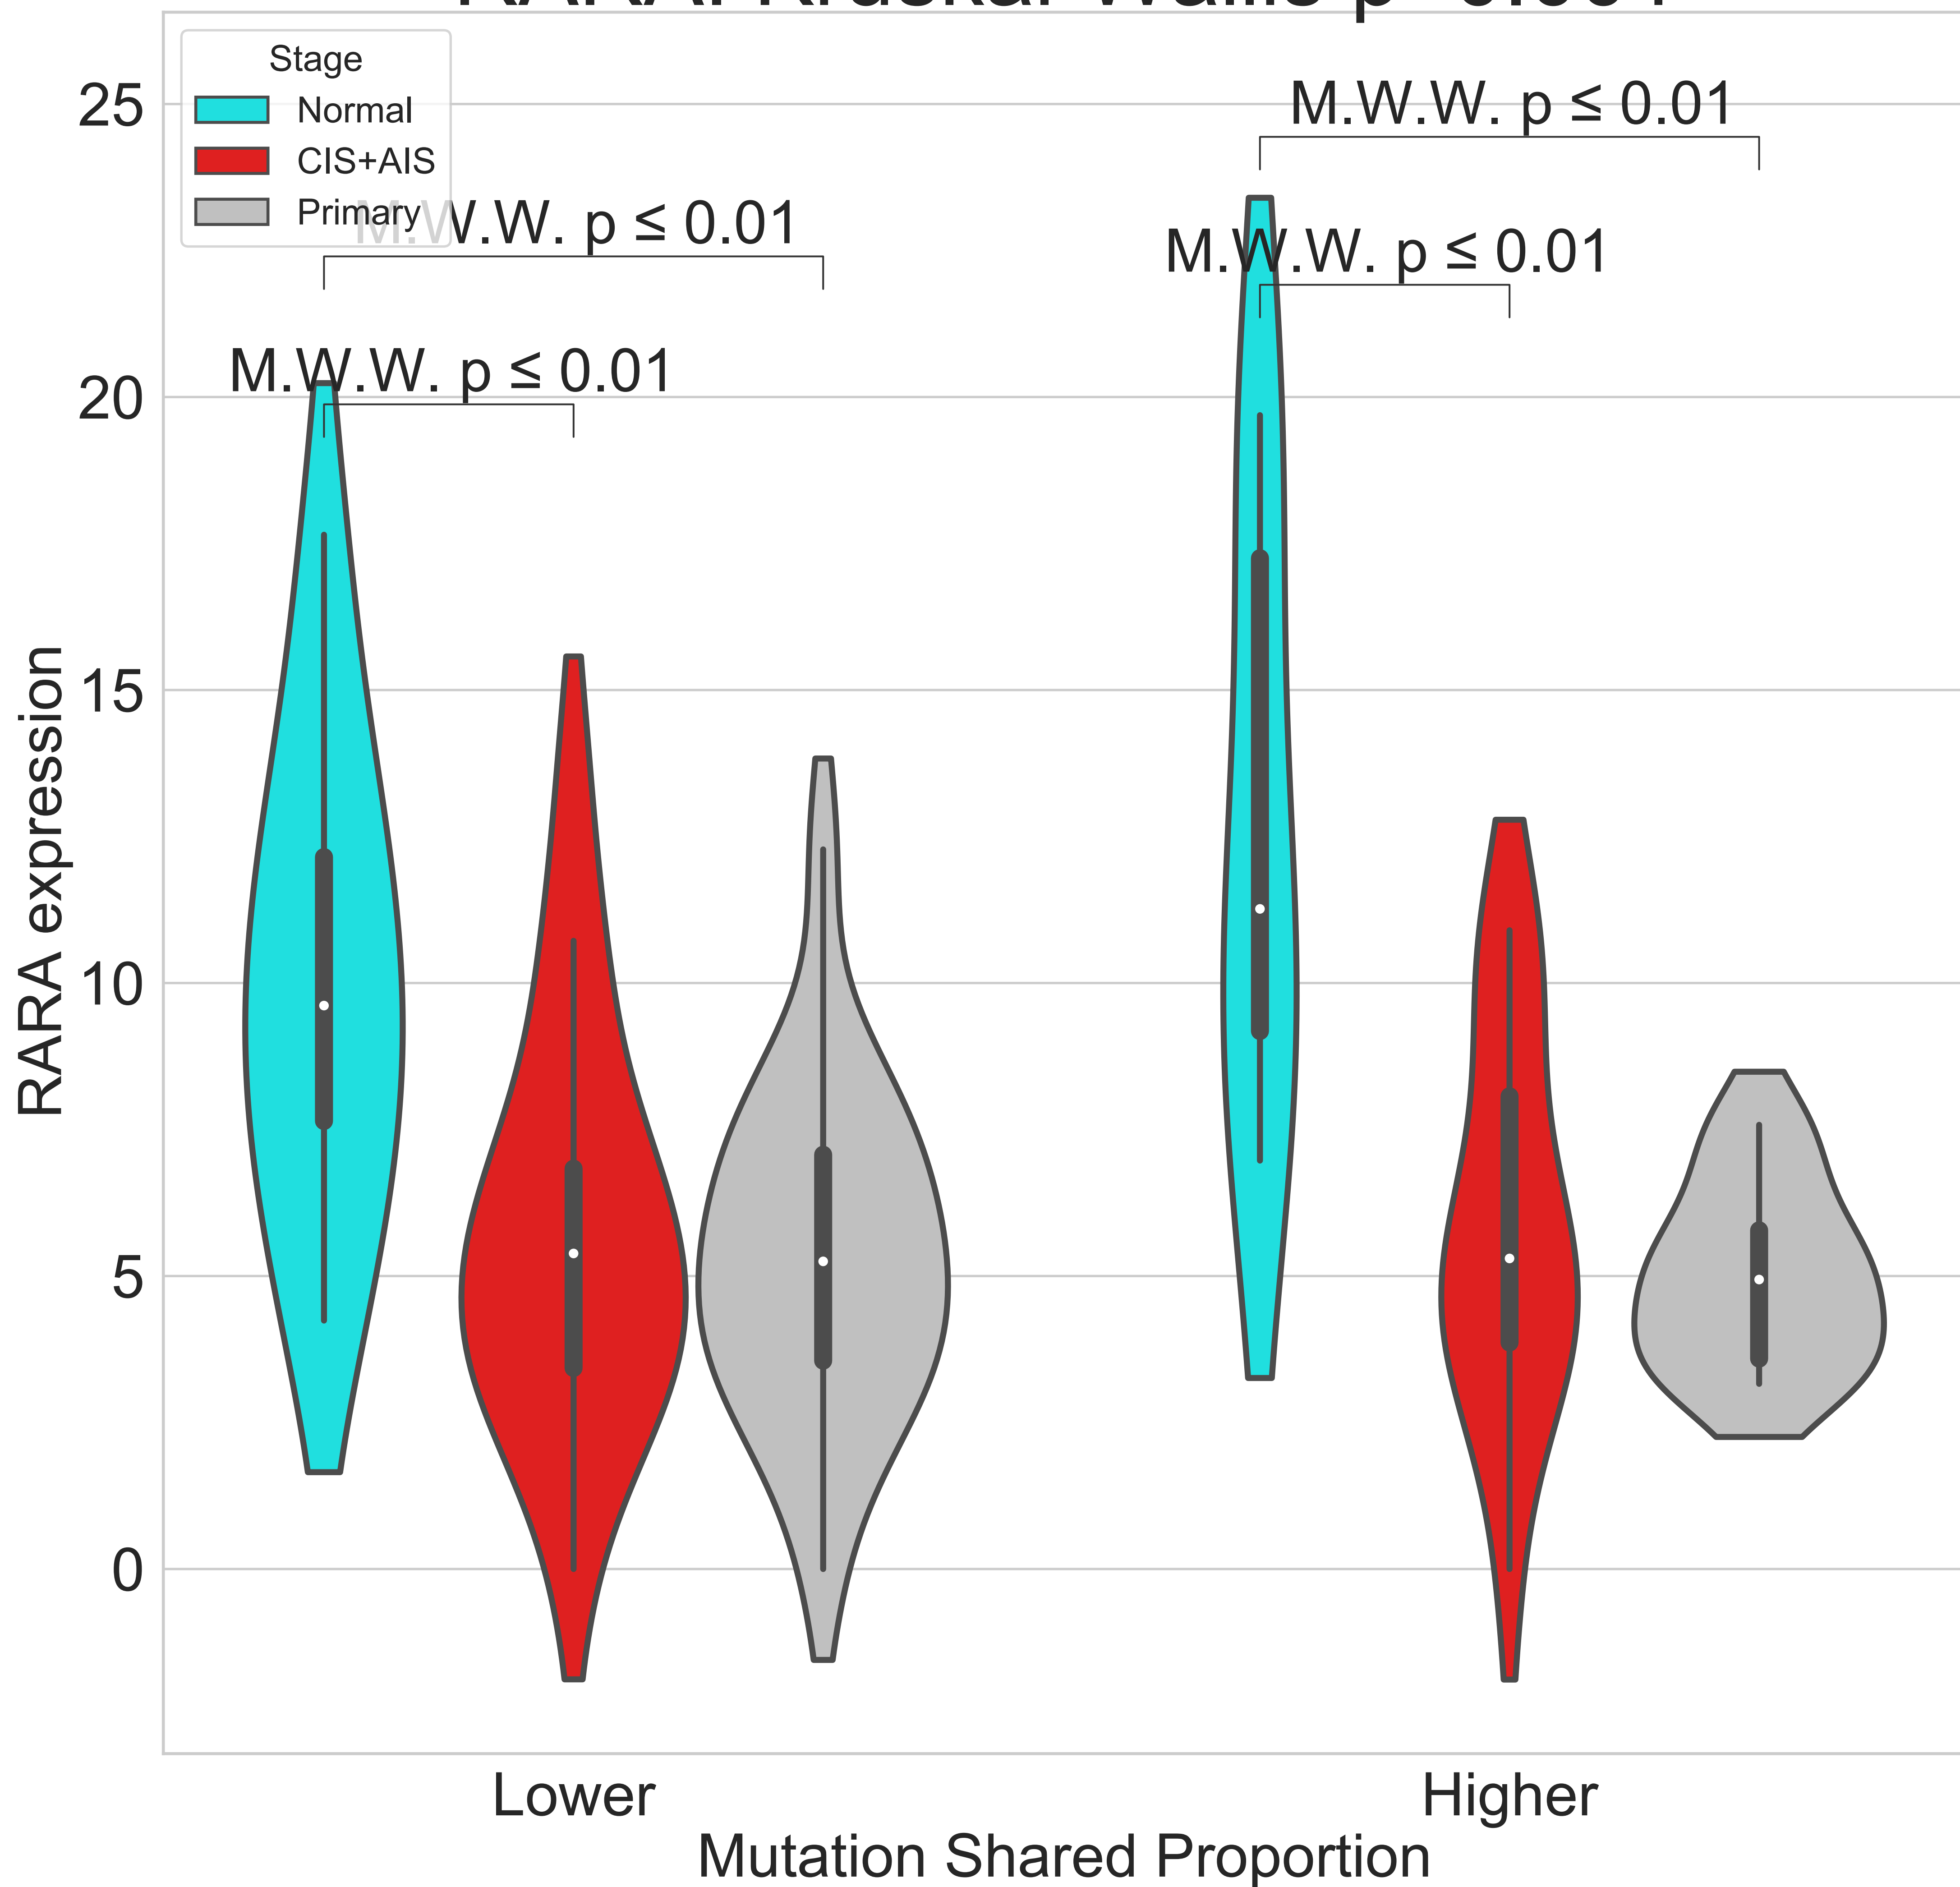 Stage
Normal
CIS+AIS
Primary
M.W.W. p ≤ 0.01
M.W.W. p ≤ 0.01
M.W.W. p ≤ 0.01
M.W.W. p ≤ 0.01
25
20
15
10
5
0
RARA expression
Lower
Higher
Mutation Shared Proportion